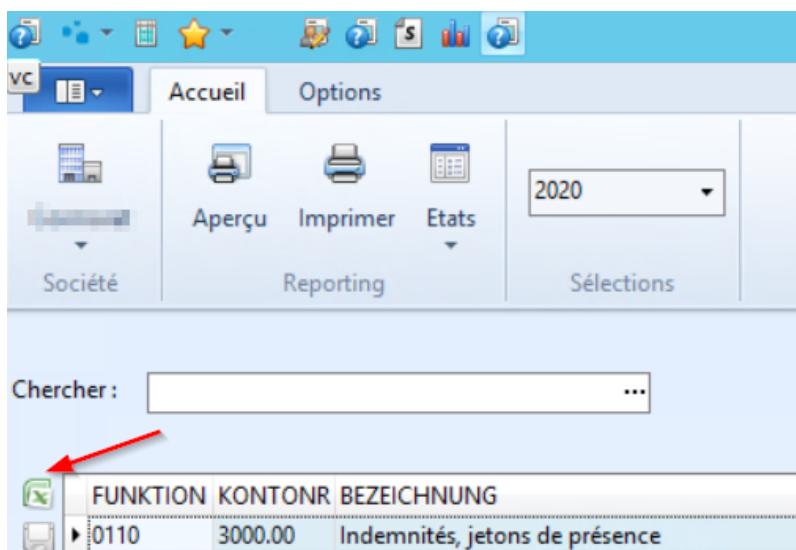 S
vc
Accueil Options
2020
Aperçu Imprimer Etats
Société Reporting Sélections
Chercher : ...
FUNKTION KONTONR BEZEICHNUNG
0110 3000.00 Indemnités, jetons de présence